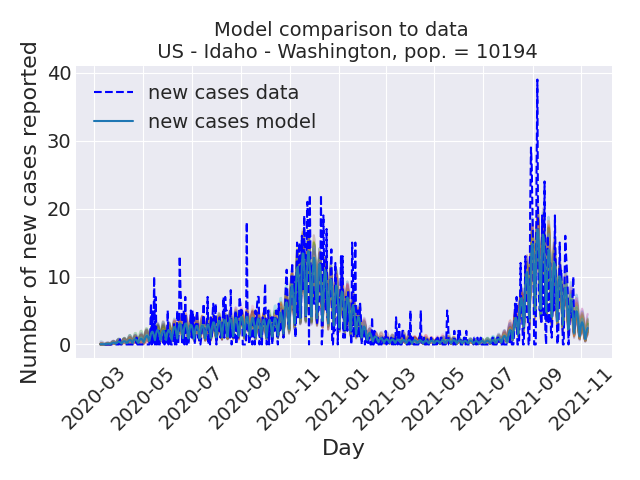 Model comparison to data
US - Idaho - Washington, pop. = 10194
Number of new cases reported
40
30
20
10
0
new cases data
new cases model
2020-03
2020-05
2020-07
2020-09
2020-11
2021-01
2021-03
2021-05
2021-07
2021-09
2021-11
Day